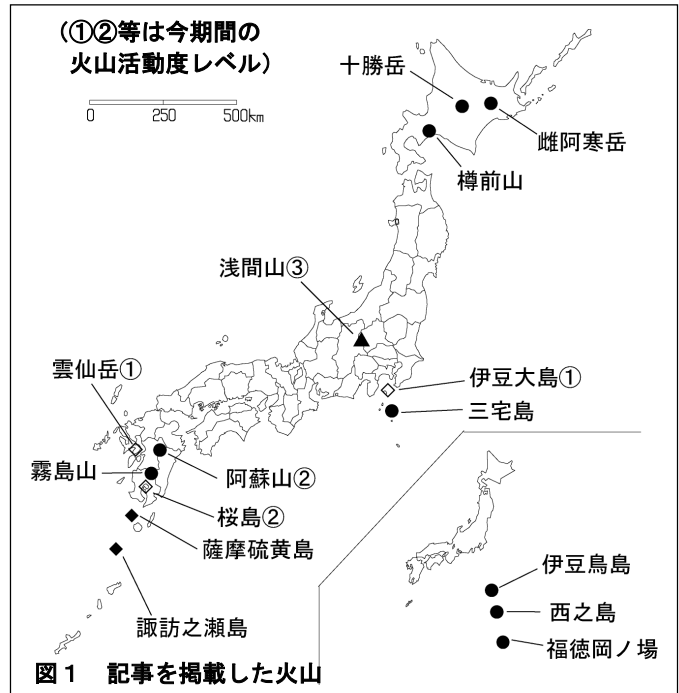 （①②等は今期間の
火山活動度レベル）
0 250 500km
十勝岳
雌阿寒岳
樽前山
浅間山③
雲仙岳①
伊豆大島①
三宅島
霧島山
阿蘇山②
桜島②
薩摩硫黄島
諏訪之瀬島
伊豆鳥島
西之島
福徳岡ノ場
図１ 記事を掲載した火山